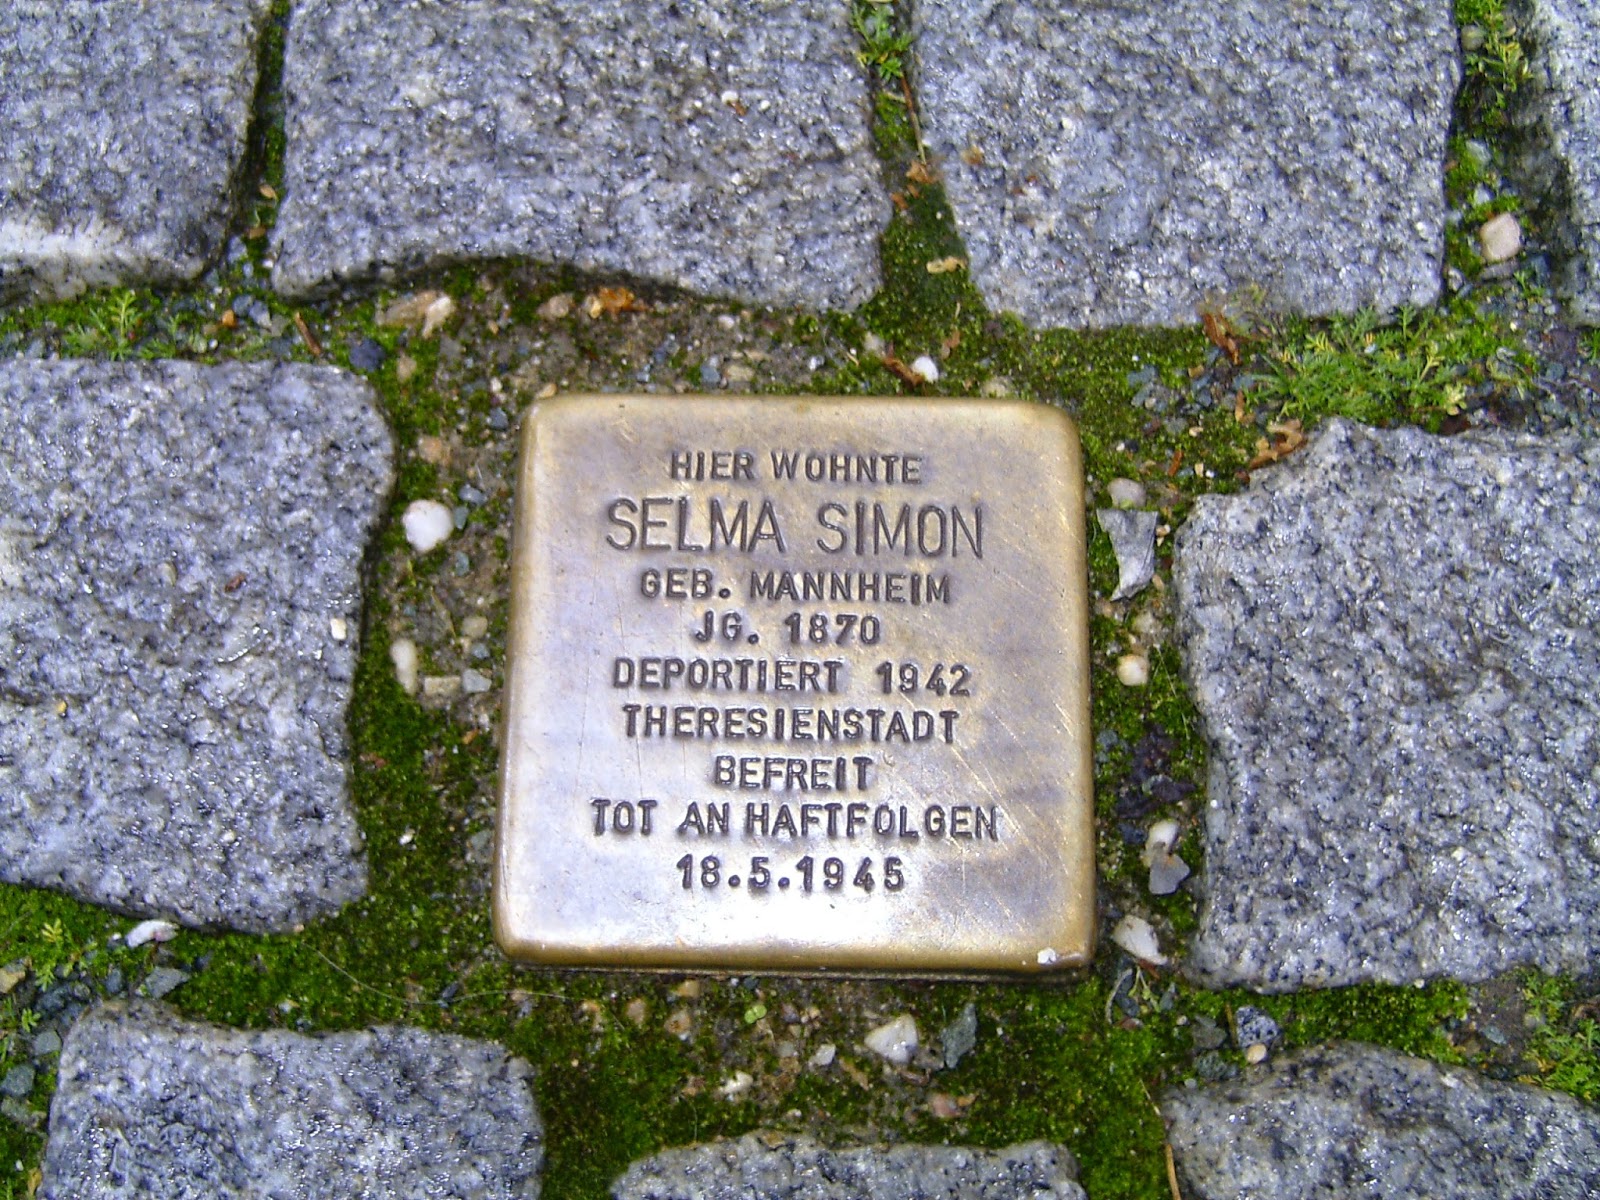 HIER WOHNTE
SELMA SIMON
GEB. MANNHEIM
JG. 1870
DEPORTIERT 1942
THERESIENSTADT
BEFREIT
TOT AN HAFTFOLGEN
18.5.1945